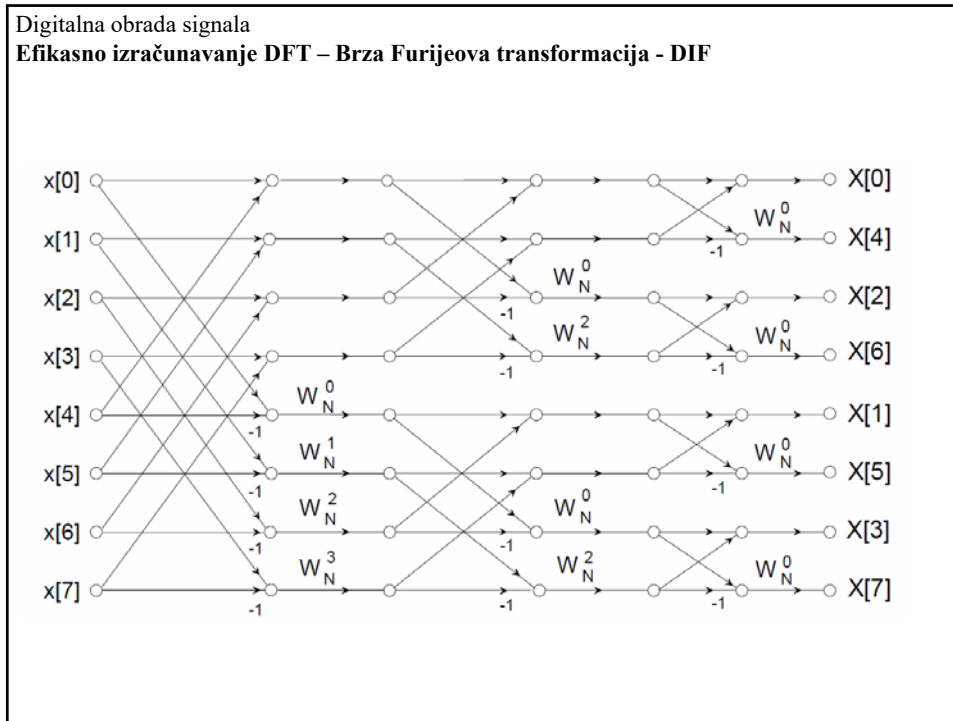 Digitalna obrada signala
Efikasno izračunavanje DFT – Brza Furijeova transformacija - DIF
x[0] X[0]
x[1] -1 W_N^0 X[4]
x[2] -1 W_N^0 X[2]
x[3] -1 W_N^2 -1 W_N^0 X[6]
x[4] -1 W_N^0 X[1]
x[5] -1 W_N^1 -1 W_N^0 X[5]
x[6] -1 W_N^2 -1 W_N^0 X[3]
x[7] -1 W_N^3 -1 W_N^2 -1 W_N^0 X[7]